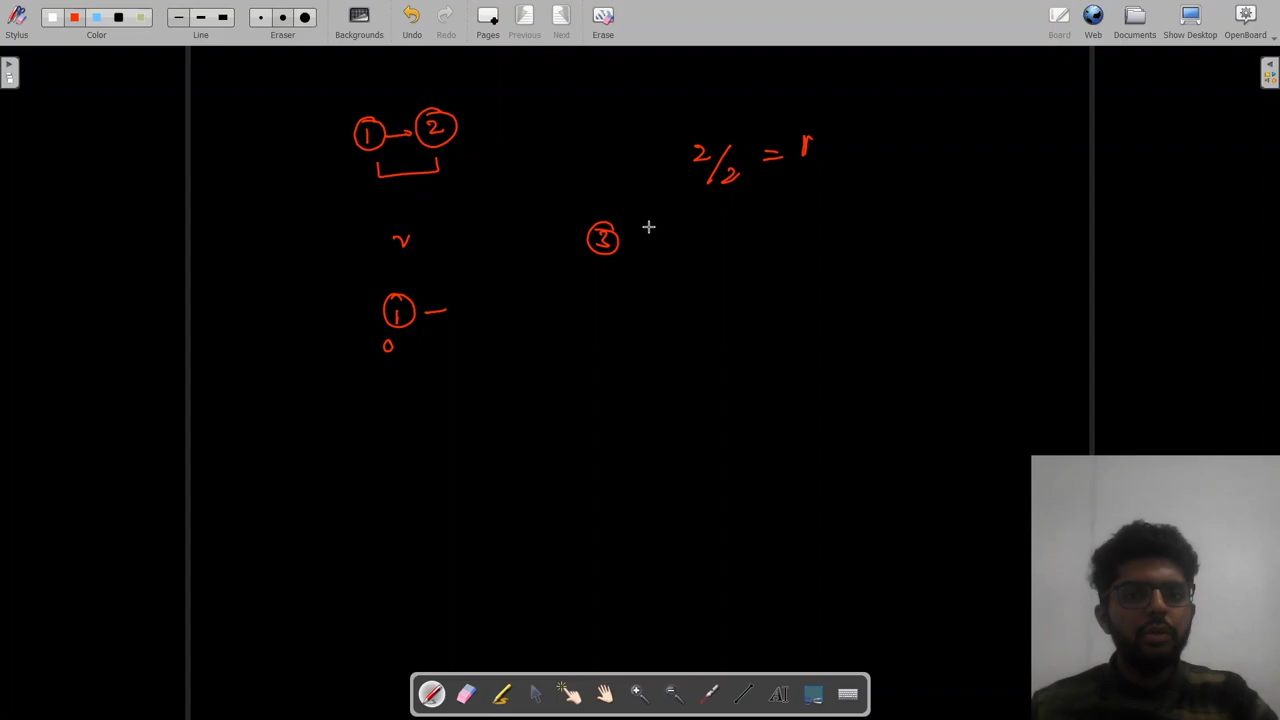 Stylus Color Line Eraser Backgrounds Undo Redo Pages Previous Next Erase Board Web Documents Show Desktop OpenBoard
1 → 2
2/2 = 1
3
1 —
0